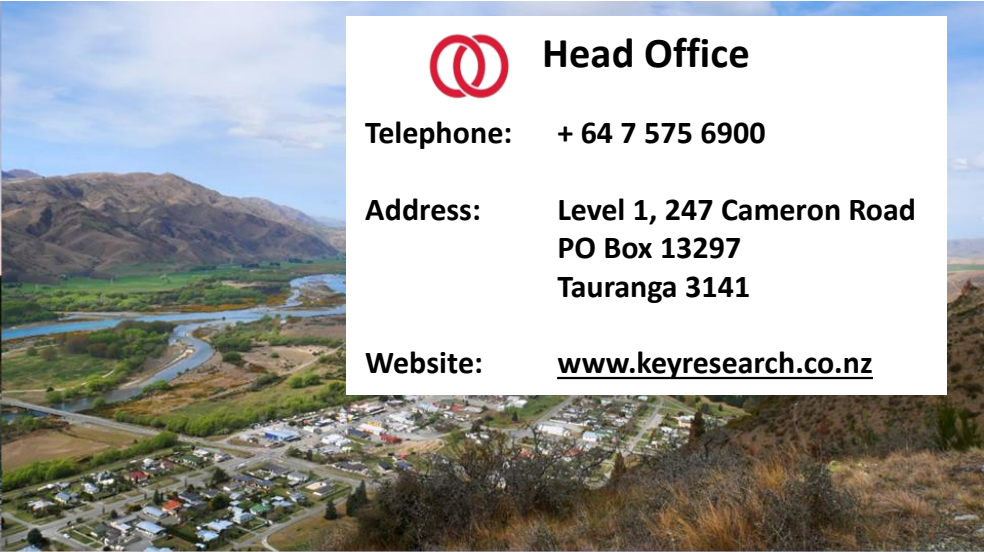 Head Office
Telephone: + 64 7 575 6900
Address: Level 1, 247 Cameron Road
PO Box 13297
Tauranga 3141
Website: www.keyresearch.co.nz